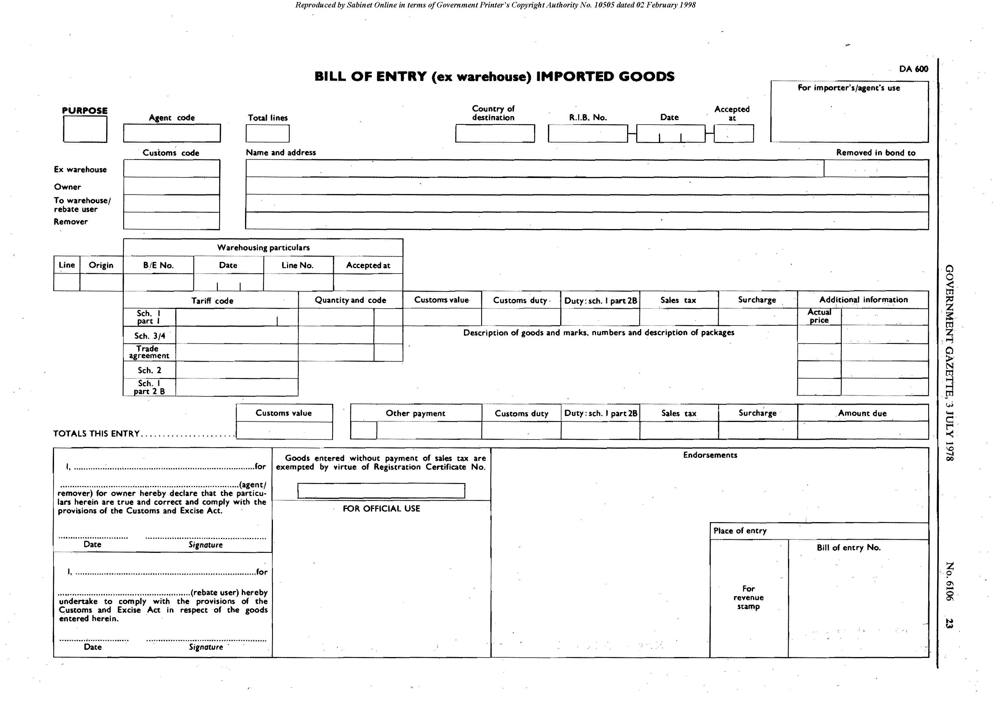 Reproduced by Sabinet Online in terms of Government Printer's Copyright Authority No. 10505 dated 02 February 1998
DA 600
BILL OF ENTRY (ex warehouse) IMPORTED GOODS
For importer's/agent's use
PURPOSE
Agent code
Total lines
Country of
destination
R.I.B. No.
Date
Accepted
at
Customs code
Name and address
Removed in bond to
Ex warehouse
Owner
To warehouse/
rebate user
Remover
Warehousing particulars
Line
Origin
B/E No.
Date
Line No.
Accepted at
Tariff code
Quantity and code
Customs value
Customs duty
Duty: sch. 1 part 2B
Sales tax
Surcharge
Additional information
Sch. 1
part 1
Actual
price
Sch. 3/4
Description of goods and marks, numbers and description of packages
Trade
agreement
Sch. 2
Sch. 1
part 2 B
Customs value
Other payment
Customs duty
Duty: sch. 1 part 2B
Sales tax
Surcharge
Amount due
TOTALS THIS ENTRY......................
I, ............................................................for
............................................................(agent/
remover) for owner hereby declare that the particu-
lars herein are true and correct and comply with the
provisions of the Customs and Excise Act.
Date
Signature
I, ............................................................for
............................................(rebate user) hereby
undertake to comply with the provisions of the
Customs and Excise Act in respect of the goods
entered herein.
Date
Signature
Goods entered without payment of sales tax are
exempted by virtue of Registration Certificate No.
FOR OFFICIAL USE
Endorsements
Place of entry
For
revenue
stamp
Bill of entry No.
GOVERNMENT GAZETTE, 3 JULY 1978
No. 6106 23